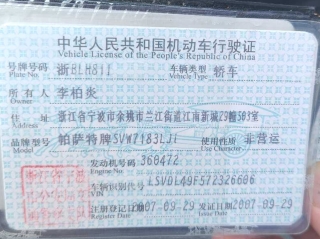 中华人民共和国机动车行驶证
Vehicle License of the People's Republic of China
号牌号码 浙BLH811 车辆类型 轿车
Plate No. Vehicle Type
所有人 李柏炎
Owner
住址 浙江省宁波市余姚市兰江街道江南新城29幢503室
Address
品牌型号 帕萨特牌SVW7183LJ1 使用性质 非营运
Model Use Character
发动机号码 360472
Engine No.
车辆识别代号 LSVDL49F572326606
VIN
注册登记日期 2007-09-29 发证日期 2007-09-29
Register Date Issue Date